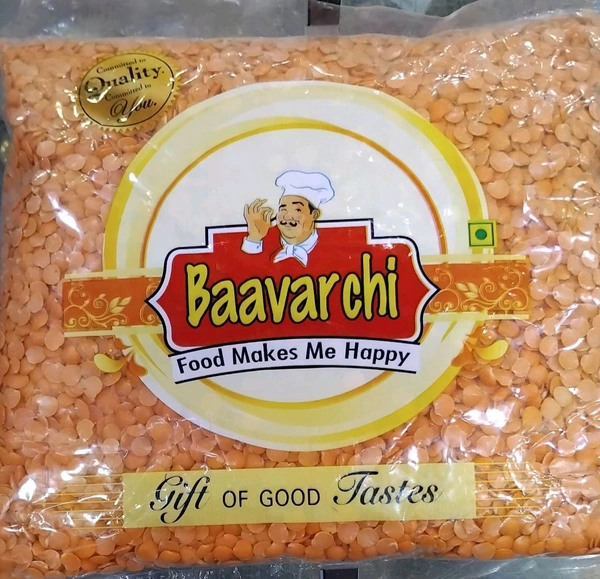 Committed to
Quality.
Committed to
You.
Baavarchi
Food Makes Me Happy
Gift OF GOOD Tastes